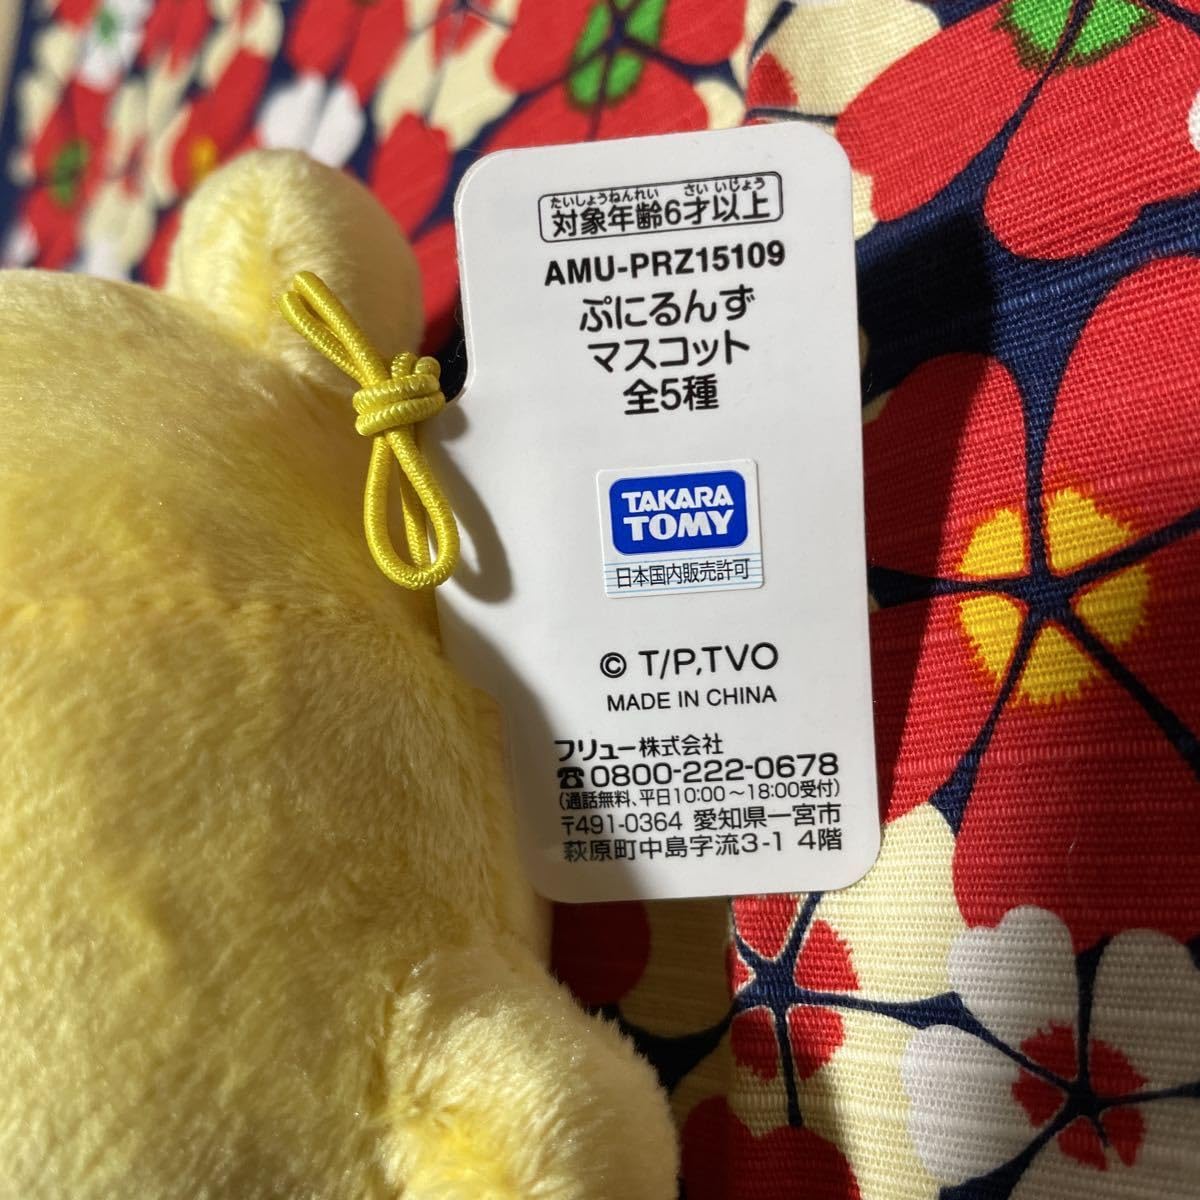 たいしょうねんれい さい いじょう
対象年齢6才以上
AMU-PRZ15109
ぷにるんず
マスコット
全5種
TAKARA
TOMY
日本国内販売許可
© T/P,TVO
MADE IN CHINA
フリュー株式会社
☎0800-222-0678
(通話無料、平日10:00～18:00受付)
〒491-0364 愛知県一宮市
萩原町中島字流3-1 4階